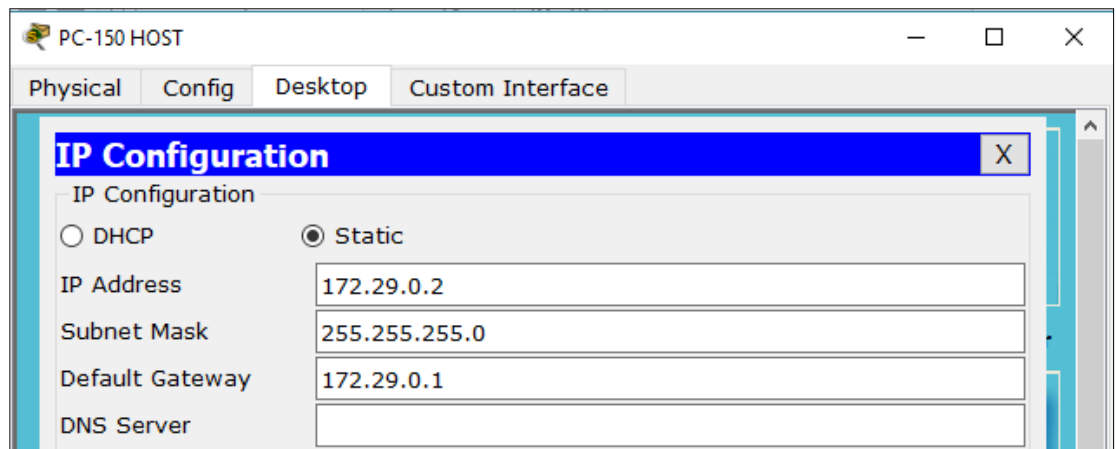 PC-150 HOST
Physical Config Desktop Custom Interface
IP Configuration X
IP Configuration
DHCP Static
IP Address 172.29.0.2
Subnet Mask 255.255.255.0
Default Gateway 172.29.0.1
DNS Server